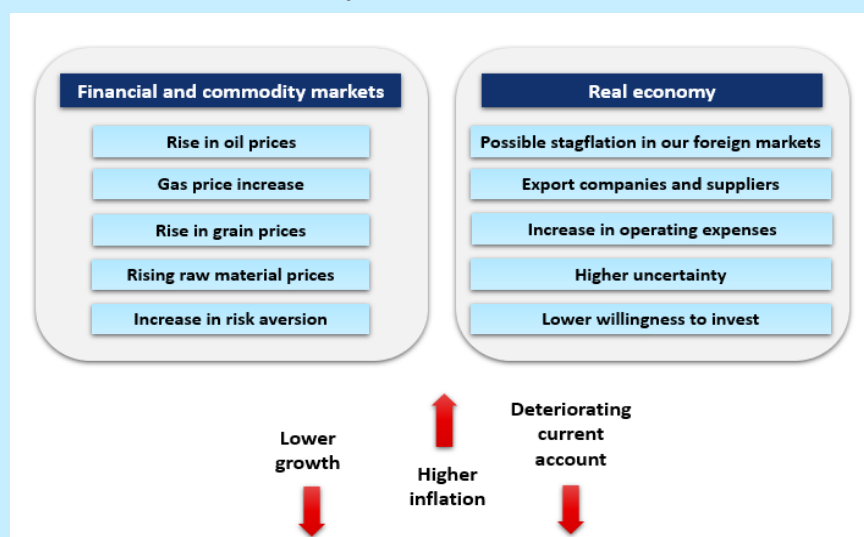 Financial and commodity markets
Rise in oil prices
Gas price increase
Rise in grain prices
Rising raw material prices
Increase in risk aversion
Real economy
Possible stagflation in our foreign markets
Export companies and suppliers
Increase in operating expenses
Higher uncertainty
Lower willingness to invest
Lower
growth
Higher
inflation
Deteriorating
current
account